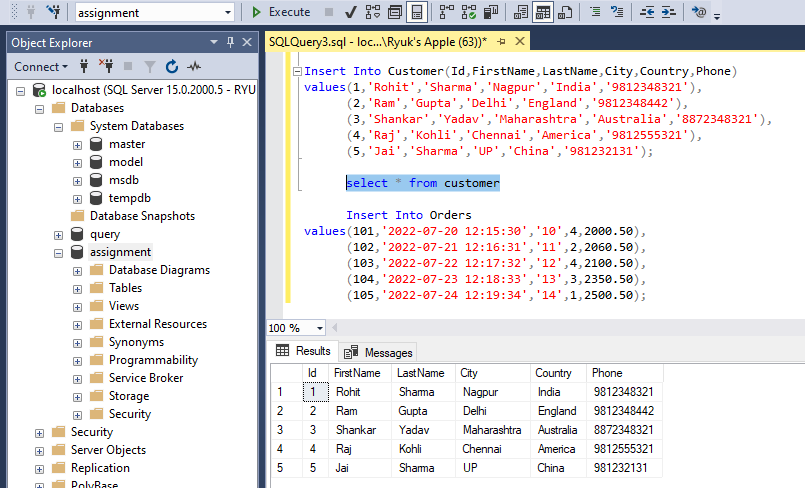 assignment Execute
Object Explorer
Connect
localhost (SQL Server 15.0.2000.5 - RYU
Databases
System Databases
master
model
msdb
tempdb
Database Snapshots
query
assignment
Database Diagrams
Tables
Views
External Resources
Synonyms
Programmability
Service Broker
Storage
Security
Security
Server Objects
Replication
PolyBase
SQLQuery3.sql - loc...\Ryuk's Apple (63))*
Insert Into Customer(Id,FirstName,LastName,City,Country,Phone)
values(1,'Rohit','Sharma','Nagpur','India','9812348321'),
(2,'Ram','Gupta','Delhi','England','9812348442'),
(3,'Shankar','Yadav','Maharashtra','Australia','8872348321'),
(4,'Raj','Kohli','Chennai','America','9812555321'),
(5,'Jai','Sharma','UP','China','981232131');
select * from customer
Insert Into Orders
values(101,'2022-07-20 12:15:30','10',4,2000.50),
(102,'2022-07-21 12:16:31','11',2,2060.50),
(103,'2022-07-22 12:17:32','12',4,2100.50),
(104,'2022-07-23 12:18:33','13',3,2350.50),
(105,'2022-07-24 12:19:34','14',1,2500.50);
100 %
Results Messages
Id FirstName LastName City Country Phone
1 1 Rohit Sharma Nagpur India 9812348321
2 2 Ram Gupta Delhi England 9812348442
3 3 Shankar Yadav Maharashtra Australia 8872348321
4 4 Raj Kohli Chennai America 9812555321
5 5 Jai Sharma UP China 981232131